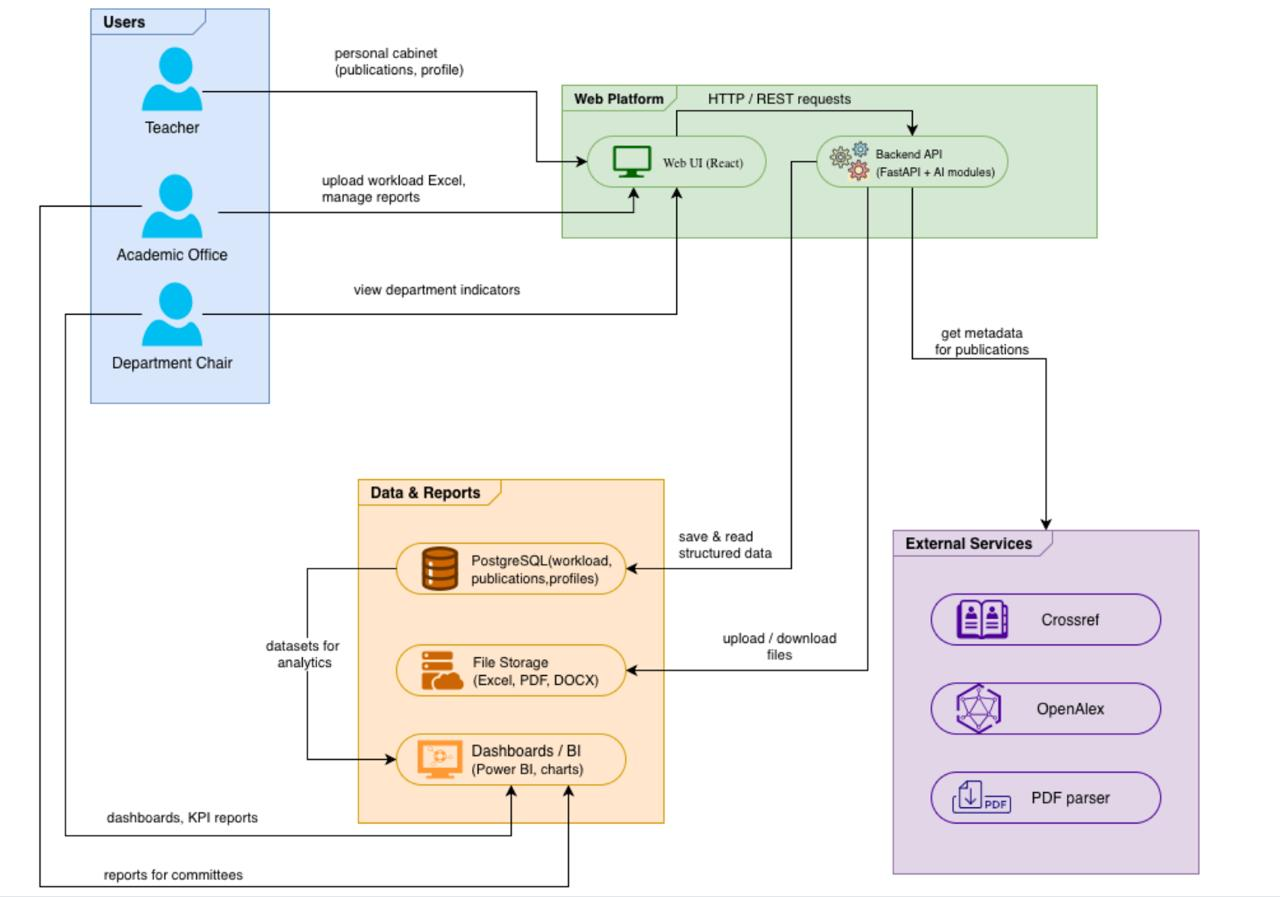 Users
Teacher
Academic Office
Department Chair
personal cabinet
(publications, profile)
upload workload Excel,
manage reports
view department indicators
Web Platform
HTTP / REST requests
Web UI (React)
Backend API
(FastAPI + AI modules)
get metadata
for publications
Data & Reports
PostgreSQL(workload,
publications,profiles)
save & read
structured data
File Storage
(Excel, PDF, DOCX)
upload / download
files
datasets for
analytics
Dashboards / BI
(Power BI, charts)
dashboards, KPI reports
reports for committees
External Services
Crossref
OpenAlex
PDF
PDF parser